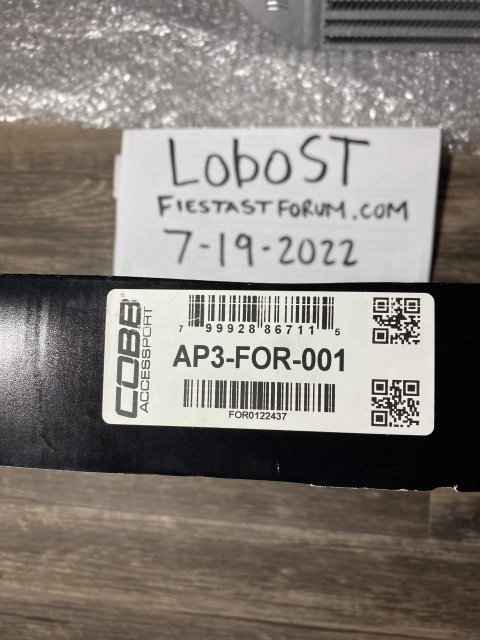 LoboST
FIESTASTFORUM.COM
7-19-2022
COBB
ACCESSPORT
7 99928 86711 5
AP3-FOR-001
FOR0122437